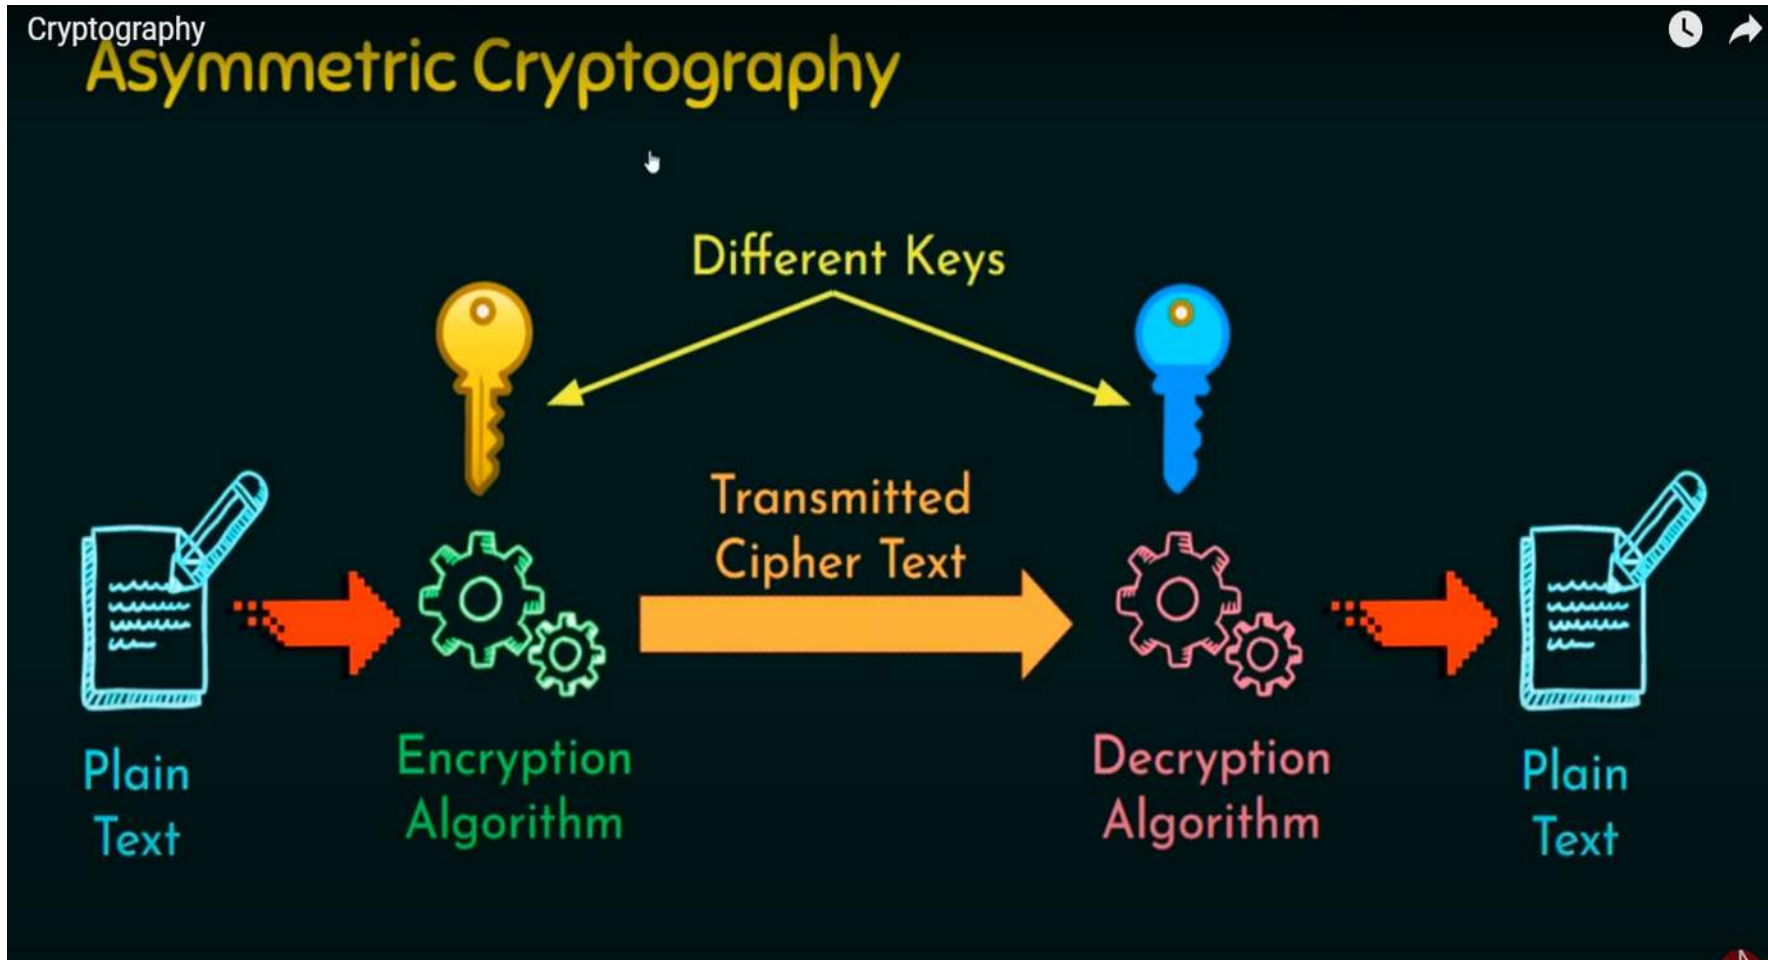 Cryptography
Asymmetric Cryptography
Different Keys
Transmitted
Cipher Text
Plain
Text
Encryption
Algorithm
Decryption
Algorithm
Plain
Text